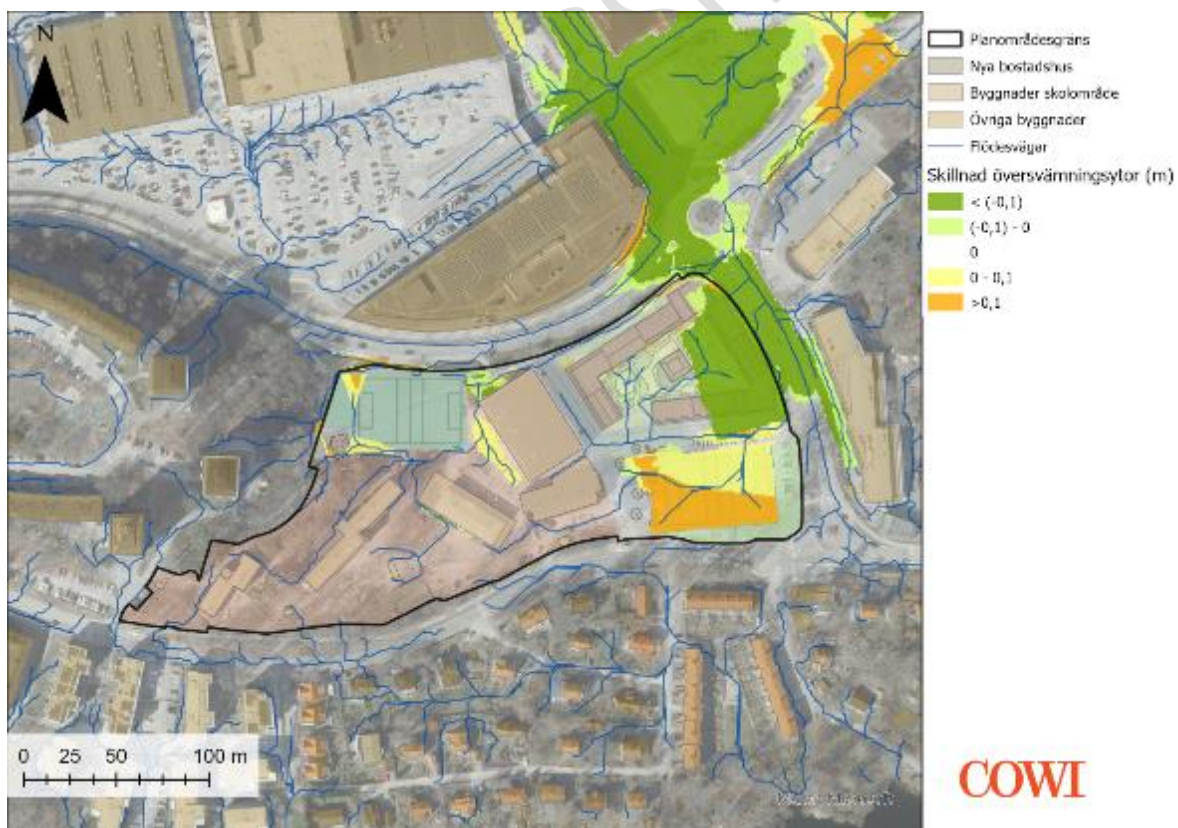 N
Planområdesgräns
Nya bostadshus
Byggnader skolområde
Övriga byggnader
Flödesvägar
Skillnad översvämningsytor (m)
< (-0,1)
(-0,1) - 0
0
0 - 0,1
>0,1
0 25 50 100 m
COWI